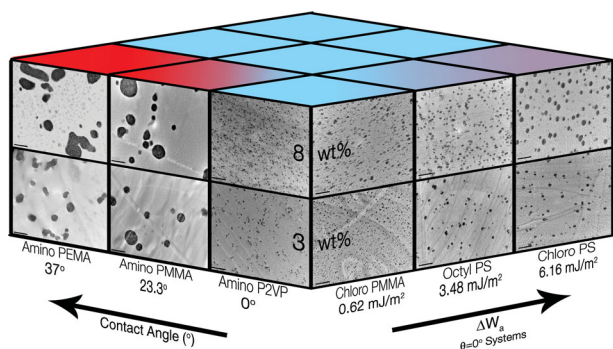 8 wt%
3 wt%
Amino PEMA
37°
Amino PMMA
23.3°
Amino P2VP
0°
Chloro PMMA
0.62 mJ/m²
Octyl PS
3.48 mJ/m²
Chloro PS
6.16 mJ/m²
Contact Angle (°)
ΔWₐ
θ=0° Systems